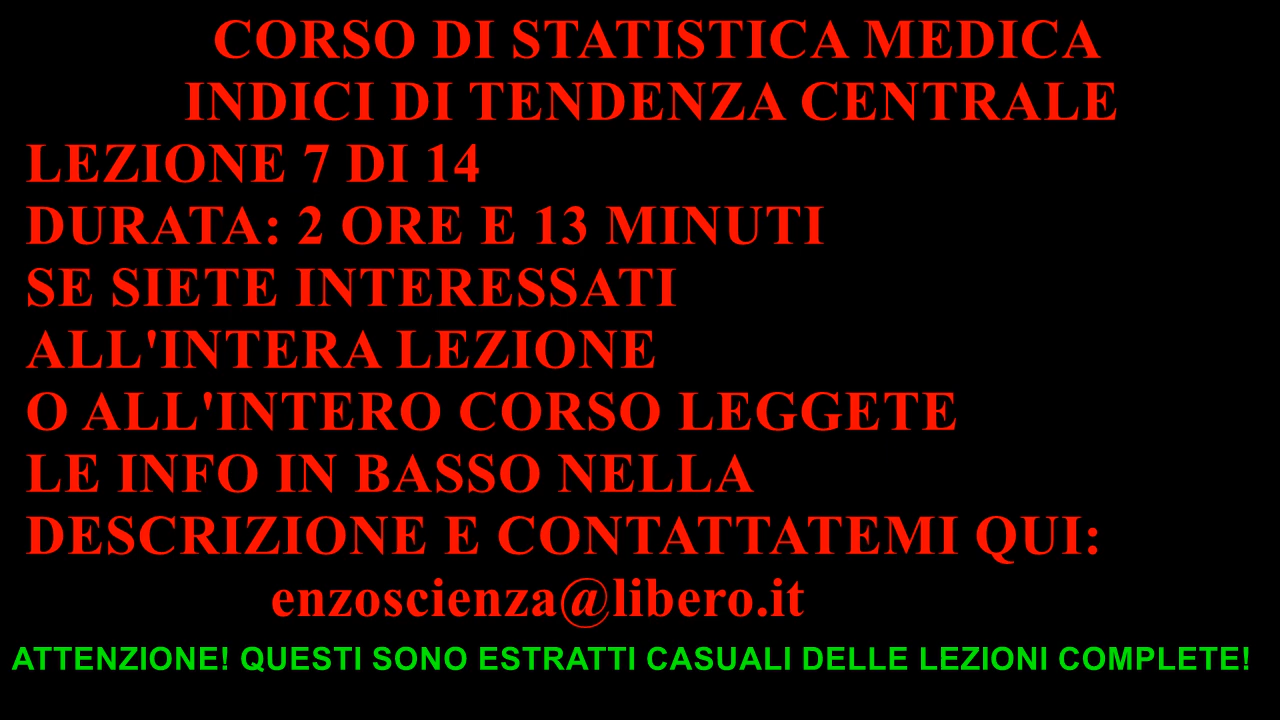 CORSO DI STATISTICA MEDICA
INDICI DI TENDENZA CENTRALE
LEZIONE 7 DI 14
DURATA: 2 ORE E 13 MINUTI
SE SIETE INTERESSATI
ALL'INTERA LEZIONE
O ALL'INTERO CORSO LEGGETE
LE INFO IN BASSO NELLA
DESCRIZIONE E CONTATTATEMI QUI:
enzoscienza@libero.it
ATTENZIONE! QUESTI SONO ESTRATTI CASUALI DELLE LEZIONI COMPLETE!